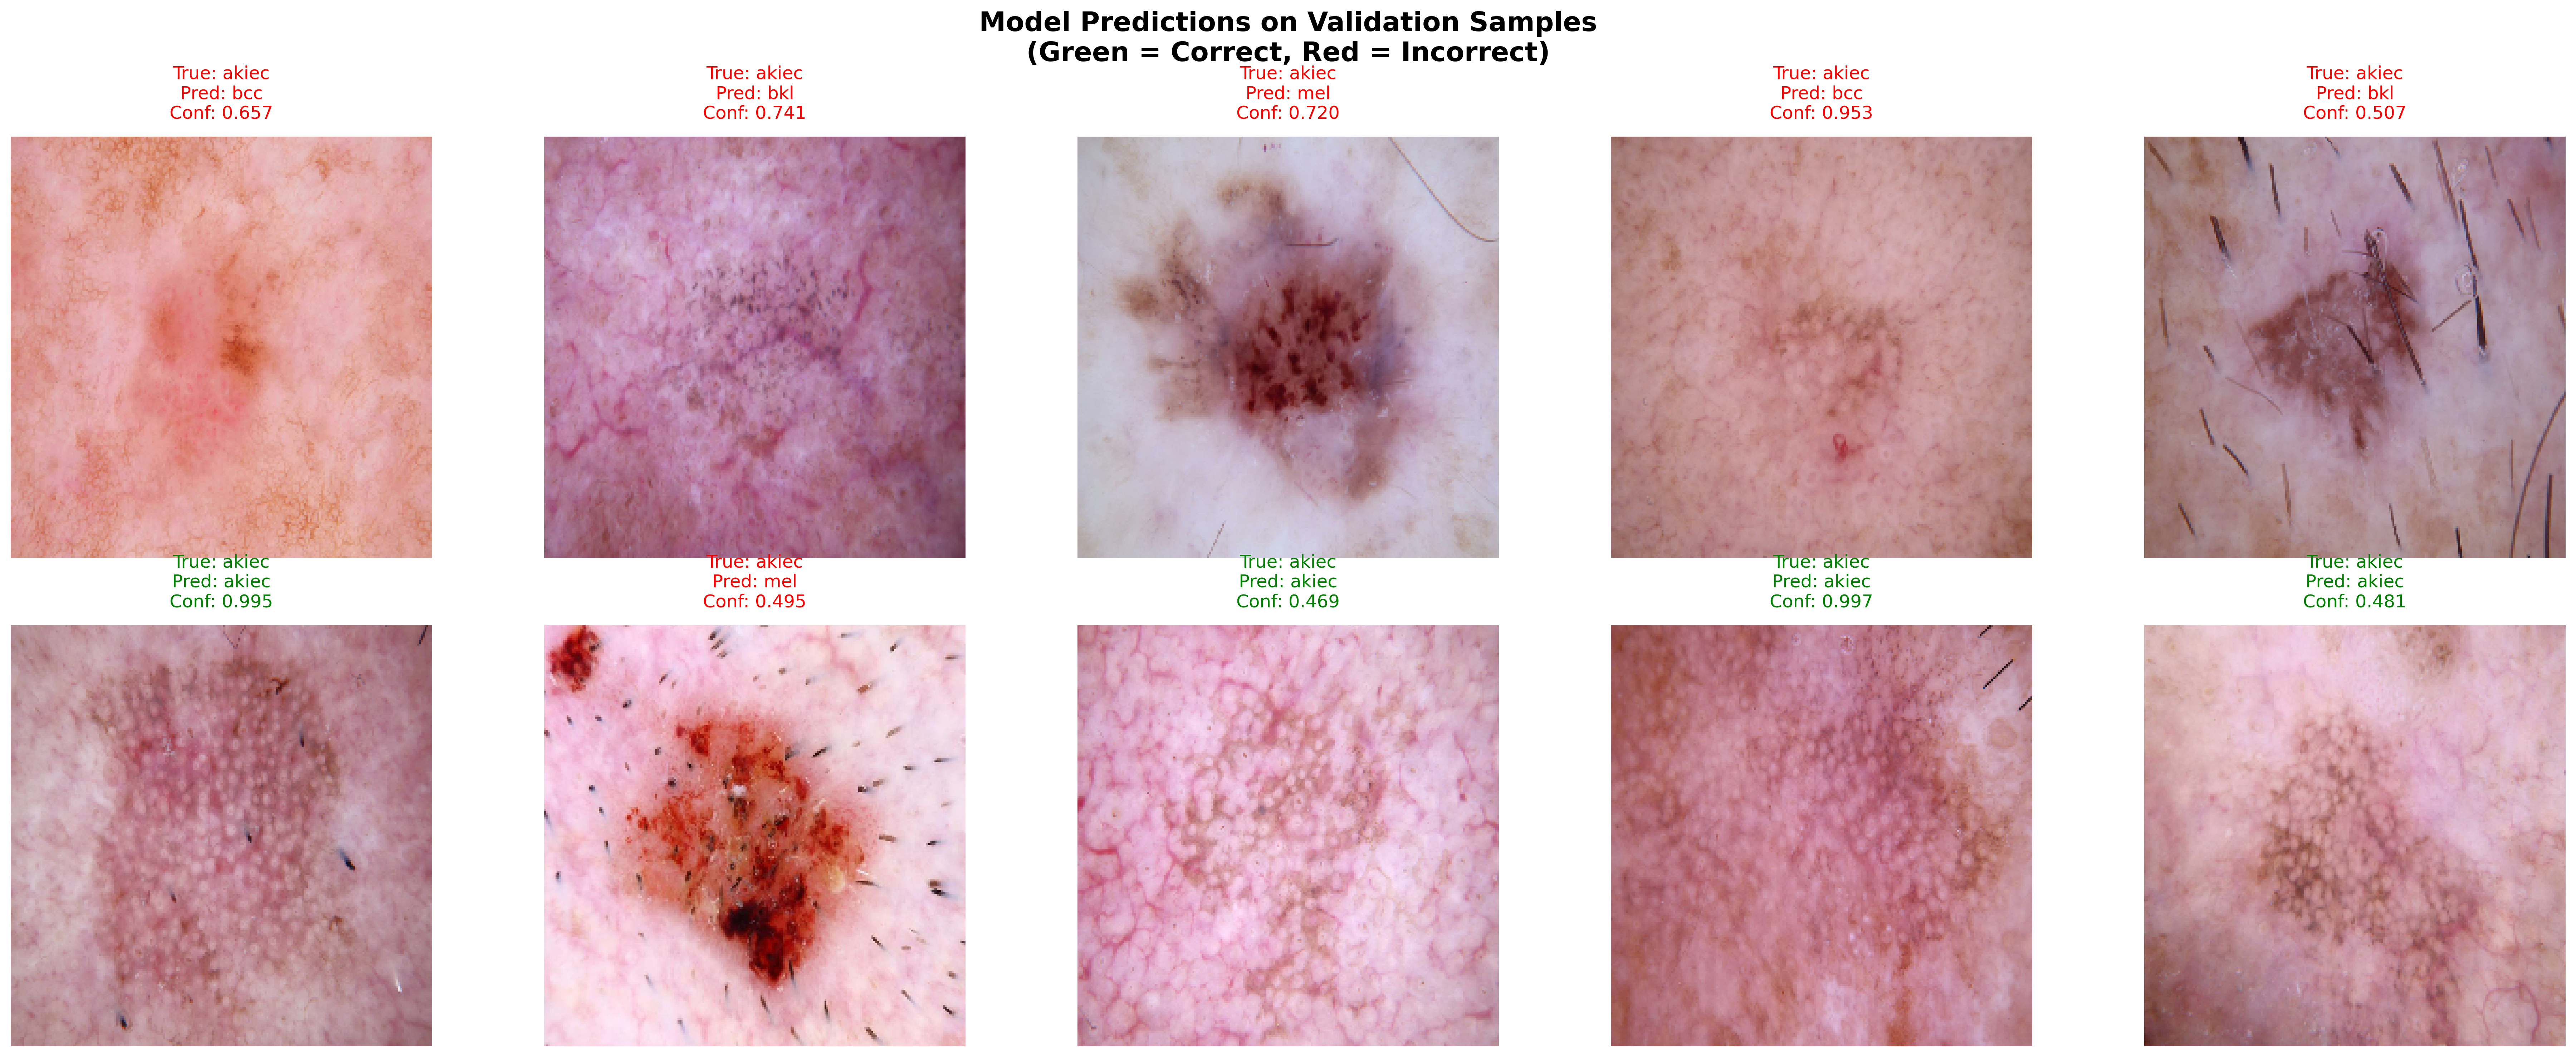 Model Predictions on Validation Samples
(Green = Correct, Red = Incorrect)
True: akiec
Pred: bcc
Conf: 0.657
True: akiec
Pred: bkl
Conf: 0.741
True: akiec
Pred: mel
Conf: 0.720
True: akiec
Pred: bcc
Conf: 0.953
True: akiec
Pred: bkl
Conf: 0.507
True: akiec
Pred: akiec
Conf: 0.995
True: akiec
Pred: mel
Conf: 0.495
True: akiec
Pred: akiec
Conf: 0.469
True: akiec
Pred: akiec
Conf: 0.997
True: akiec
Pred: akiec
Conf: 0.481